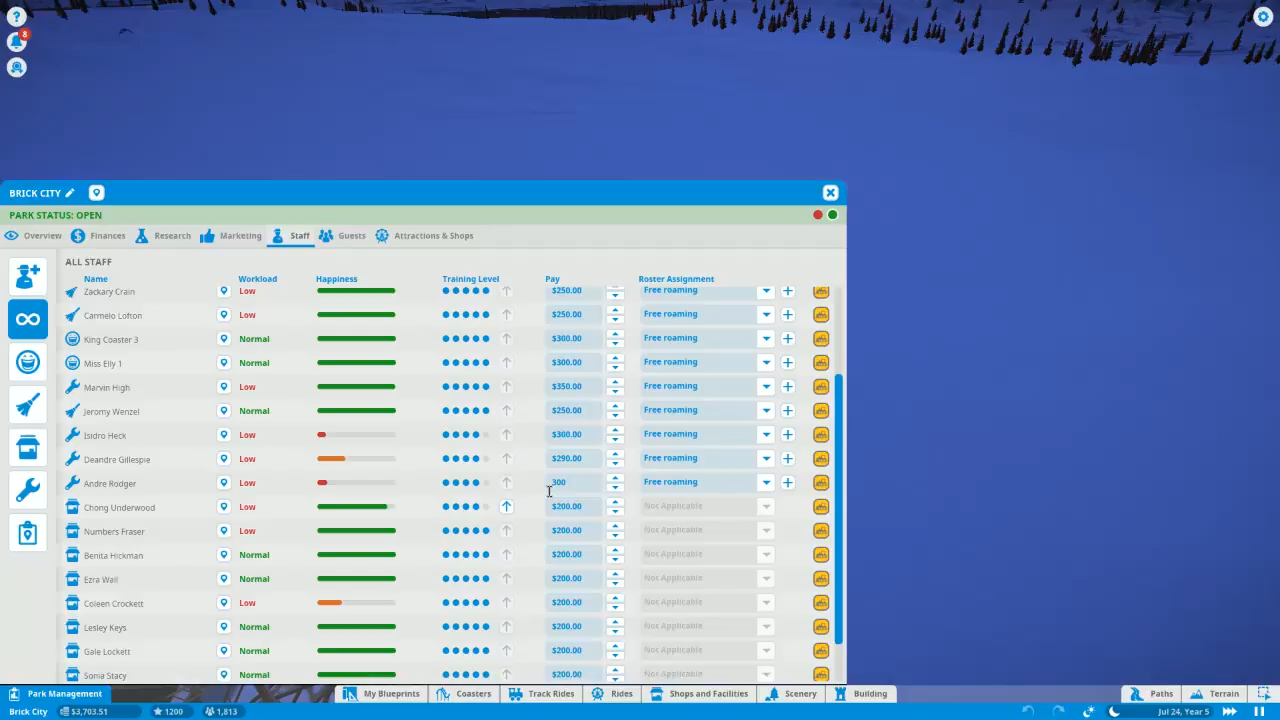 ?
8
BRICK CITY
PARK STATUS: OPEN
Overview Finances Research Marketing Staff Guests Attractions & Shops
ALL STAFF
Name Workload Happiness Training Level Pay Roster Assignment
Zackary Crain Low $250.00 Free roaming
Carmelo Lofton Low $250.00 Free roaming
King Coaster 3 Normal $300.00 Free roaming
Miss Elly 1 Normal $300.00 Free roaming
Marvin High Low $350.00 Free roaming
Jeromy Wenzel Normal $250.00 Free roaming
Isidro Heck Low $300.00 Free roaming
Deandre Gillespie Low $290.00 Free roaming
Andre Rodger Low 300 Free roaming
Chong Underwood Low $200.00 Not Applicable
Numbers Fraser Low $200.00 Not Applicable
Benita Hickman Normal $200.00 Not Applicable
Ezra Wall Normal $200.00 Not Applicable
Coleen Crockett Low $200.00 Not Applicable
Lesley Keys Normal $200.00 Not Applicable
Gale Lockett Normal $200.00 Not Applicable
Sonia Stacy Normal $200.00 Not Applicable
Park Management My Blueprints Coasters Track Rides Rides Shops and Facilities Scenery Building Paths Terrain
Brick City $3,703.51 1200 1,813 Jul 24, Year 5